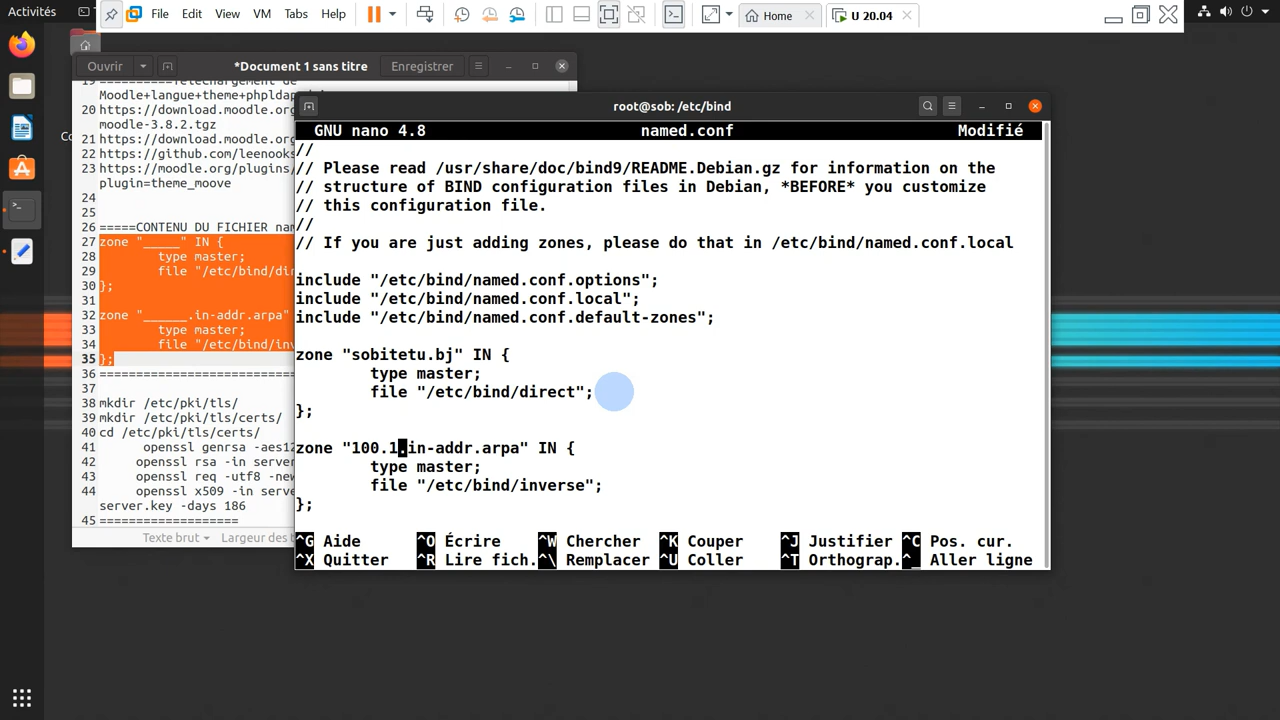 Activités
File Edit View VM Tabs Help
Home
U 20.04
Ouvrir
*Document 1 sans titre
Enregistrer
19 ==========Telechargement de
Moodle+langue+theme+phpldap
20 https://download.moodle.org
moodle-3.8.2.tgz
21 https://download.moodle.org
22 https://github.com/leenooks
23 https://moodle.org/plugins/
plugin=theme_moove
24
25
26 =====CONTENU DU FICHIER nam
27 zone "_____" IN {
28 type master;
29 file "/etc/bind/dir
30 };
31
32 zone "______.in-addr.arpa"
33 type master;
34 file "/etc/bind/inv
35 };
36 ==============================
37
38 mkdir /etc/pki/tls/
39 mkdir /etc/pki/tls/certs/
40 cd /etc/pki/tls/certs/
41 openssl genrsa -aes12
42 openssl rsa -in server
43 openssl req -utf8 -new
44 openssl x509 -in serve
server.key -days 186
45 ===================
Texte brut
Largeur des
root@sob: /etc/bind
GNU nano 4.8 named.conf Modifié
//
// Please read /usr/share/doc/bind9/README.Debian.gz for information on the
// structure of BIND configuration files in Debian, *BEFORE* you customize
// this configuration file.
//
// If you are just adding zones, please do that in /etc/bind/named.conf.local
include "/etc/bind/named.conf.options";
include "/etc/bind/named.conf.local";
include "/etc/bind/named.conf.default-zones";
zone "sobitetu.bj" IN {
type master;
file "/etc/bind/direct";
};
zone "100.1.in-addr.arpa" IN {
type master;
file "/etc/bind/inverse";
};
^G Aide ^O Écrire ^W Chercher ^K Couper ^J Justifier ^C Pos. cur.
^X Quitter ^R Lire fich. ^\ Remplacer ^U Coller ^T Orthograp. ^_ Aller ligne